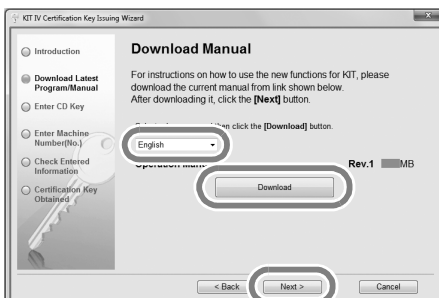 KIT IV Certification Key Issuing Wizard
x
Introduction
Download Latest
Program/Manual
Enter CD Key
Enter Machine
Number(No.)
Check Entered
Information
Certification Key
Obtained
Download Manual
For instructions on how to use the new functions for KIT, please
download the current manual from link shown below.
After downloading it, click the [Next] button.
then click the [Download] button.
English
Operation Manual Rev.1 MB
Download
< Back Next > Cancel